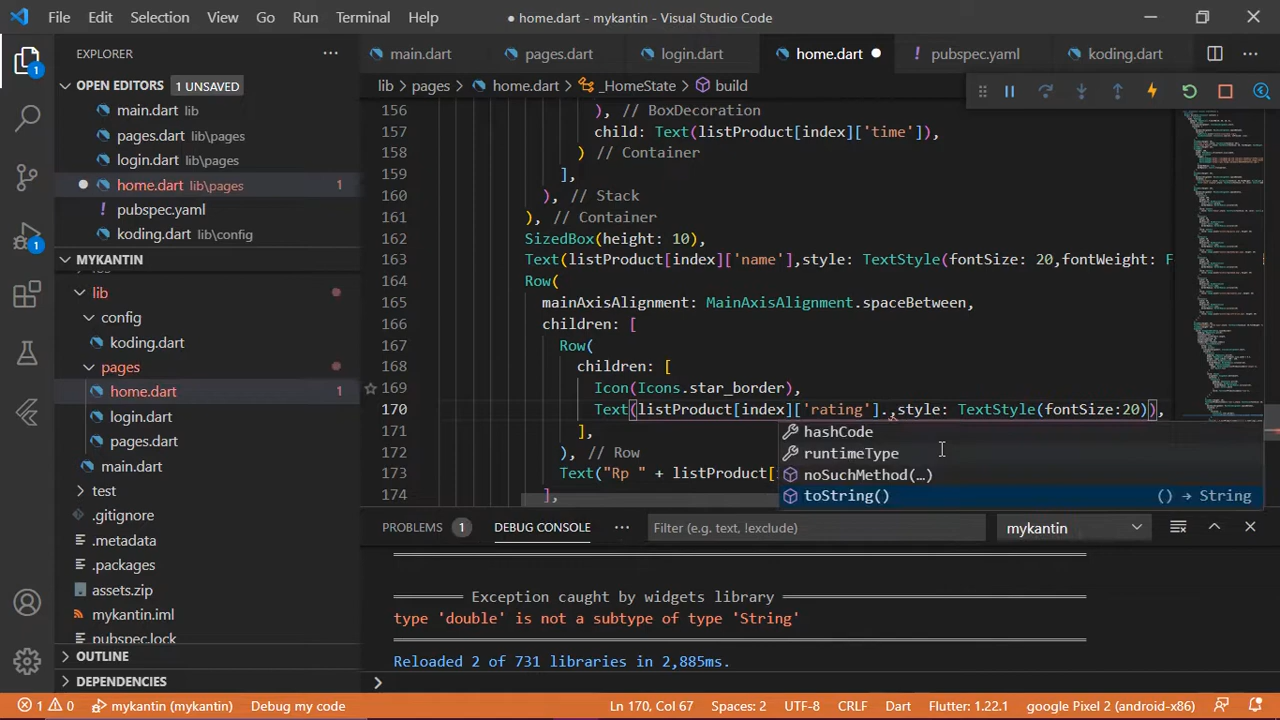 File Edit Selection View Go Run Terminal Help
● home.dart - mykantin - Visual Studio Code
EXPLORER
main.dart
pages.dart
login.dart
home.dart
pubspec.yaml
koding.dart
OPEN EDITORS 1 UNSAVED
lib > pages > home.dart > _HomeState > build
main.dart lib
pages.dart lib\pages
login.dart lib\pages
home.dart lib\pages 1
! pubspec.yaml
koding.dart lib\config
MYKANTIN
lib
config
koding.dart
pages
home.dart 1
login.dart
pages.dart
main.dart
test
.gitignore
.metadata
.packages
assets.zip
mykantin.iml
pubspec.lock
OUTLINE
DEPENDENCIES
1
1
156 ), // BoxDecoration
157 child: Text(listProduct[index]['time']),
158 ) // Container
159 ],
160 ), // Stack
161 ), // Container
162 SizedBox(height: 10),
163 Text(listProduct[index]['name'],style: TextStyle(fontSize: 20,fontWeight: F
164 Row(
165 mainAxisAlignment: MainAxisAlignment.spaceBetween,
166 children: [
167 Row(
168 children: [
169 Icon(Icons.star_border),
170 Text(listProduct[index]['rating'].,style: TextStyle(fontSize:20)),
171 ],
172 ), // Row
173 Text("Rp " + listProduct[
174 ],
hashCode
runtimeType
noSuchMethod(…)
toString() () → String
PROBLEMS 1 DEBUG CONSOLE ... Filter (e.g. text, !exclude) mykantin
Exception caught by widgets library
type 'double' is not a subtype of type 'String'
Reloaded 2 of 731 libraries in 2,885ms.
1 0 mykantin (mykantin) Debug my code Ln 170, Col 67 Spaces: 2 UTF-8 CRLF Dart Flutter: 1.22.1 google Pixel 2 (android-x86)